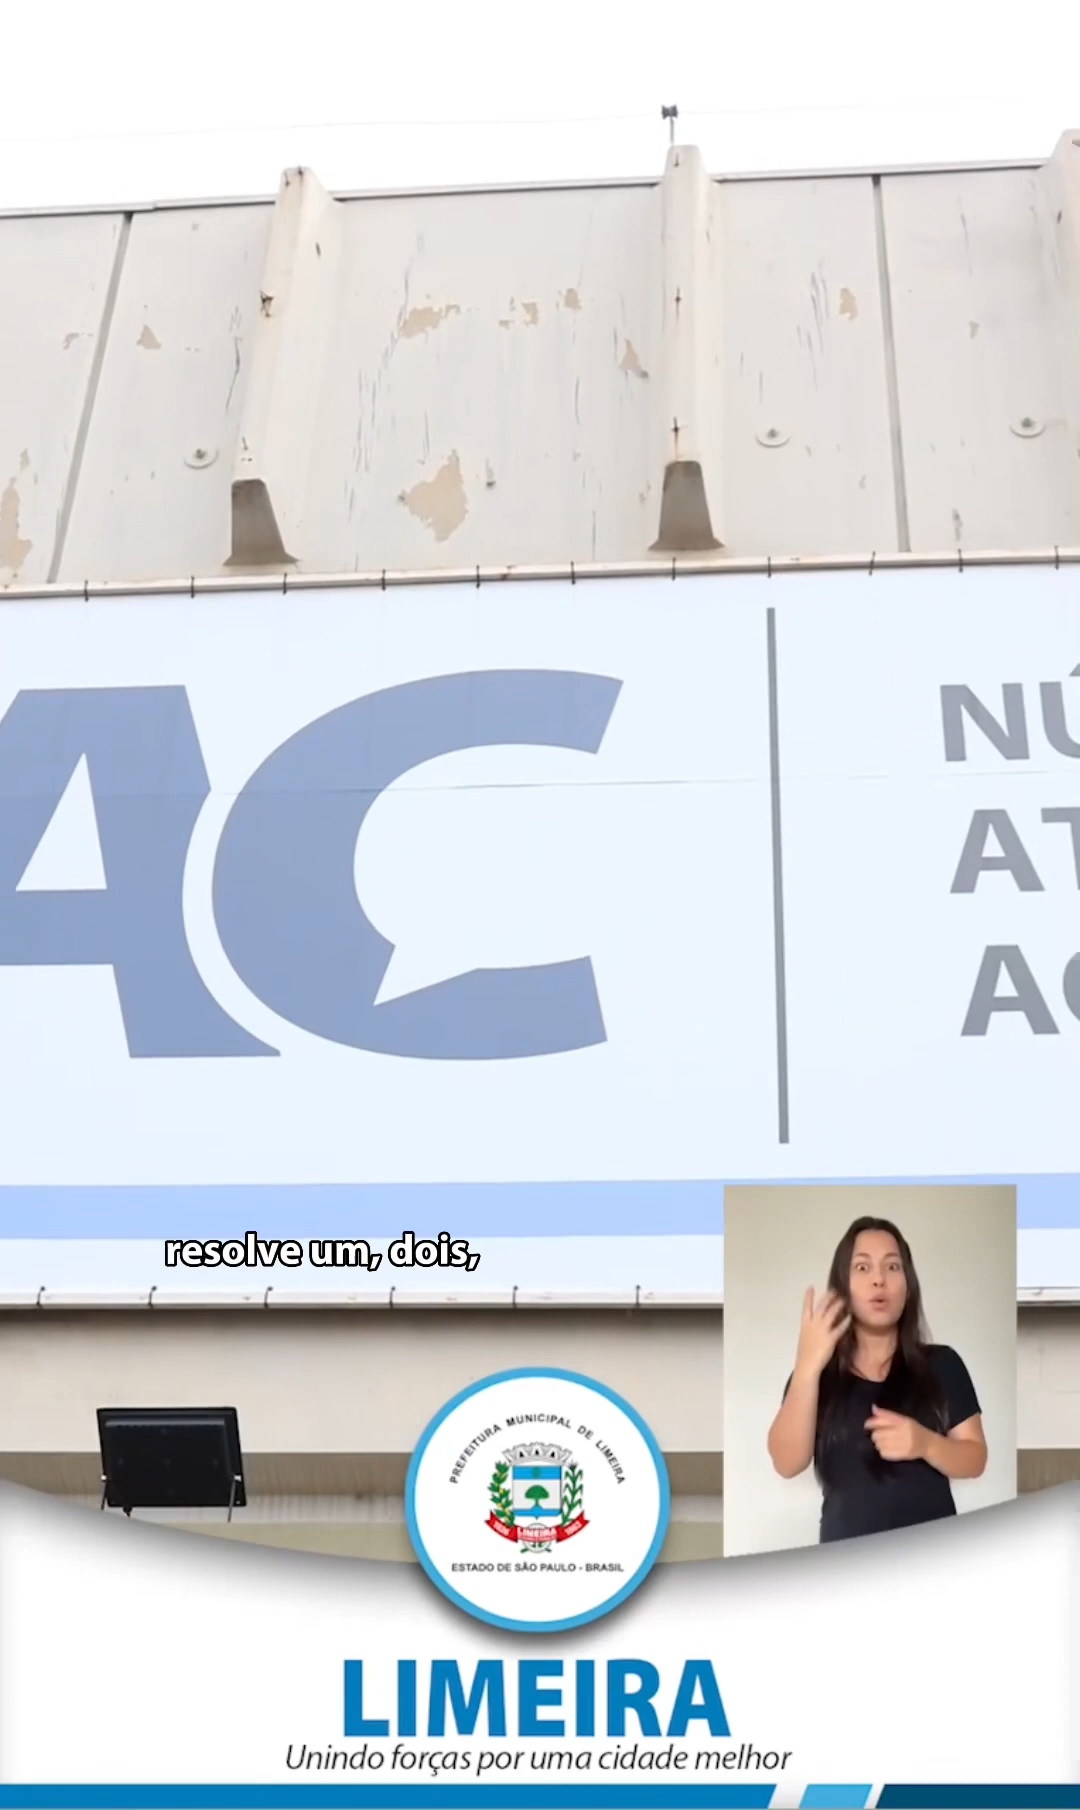 AC
NÚ
AT
AC
resolve um, dois,
PREFEITURA MUNICIPAL DE LIMEIRA
LIMEIRA
ESTADO DE SÃO PAULO - BRASIL
LIMEIRA
Unindo forças por uma cidade melhor